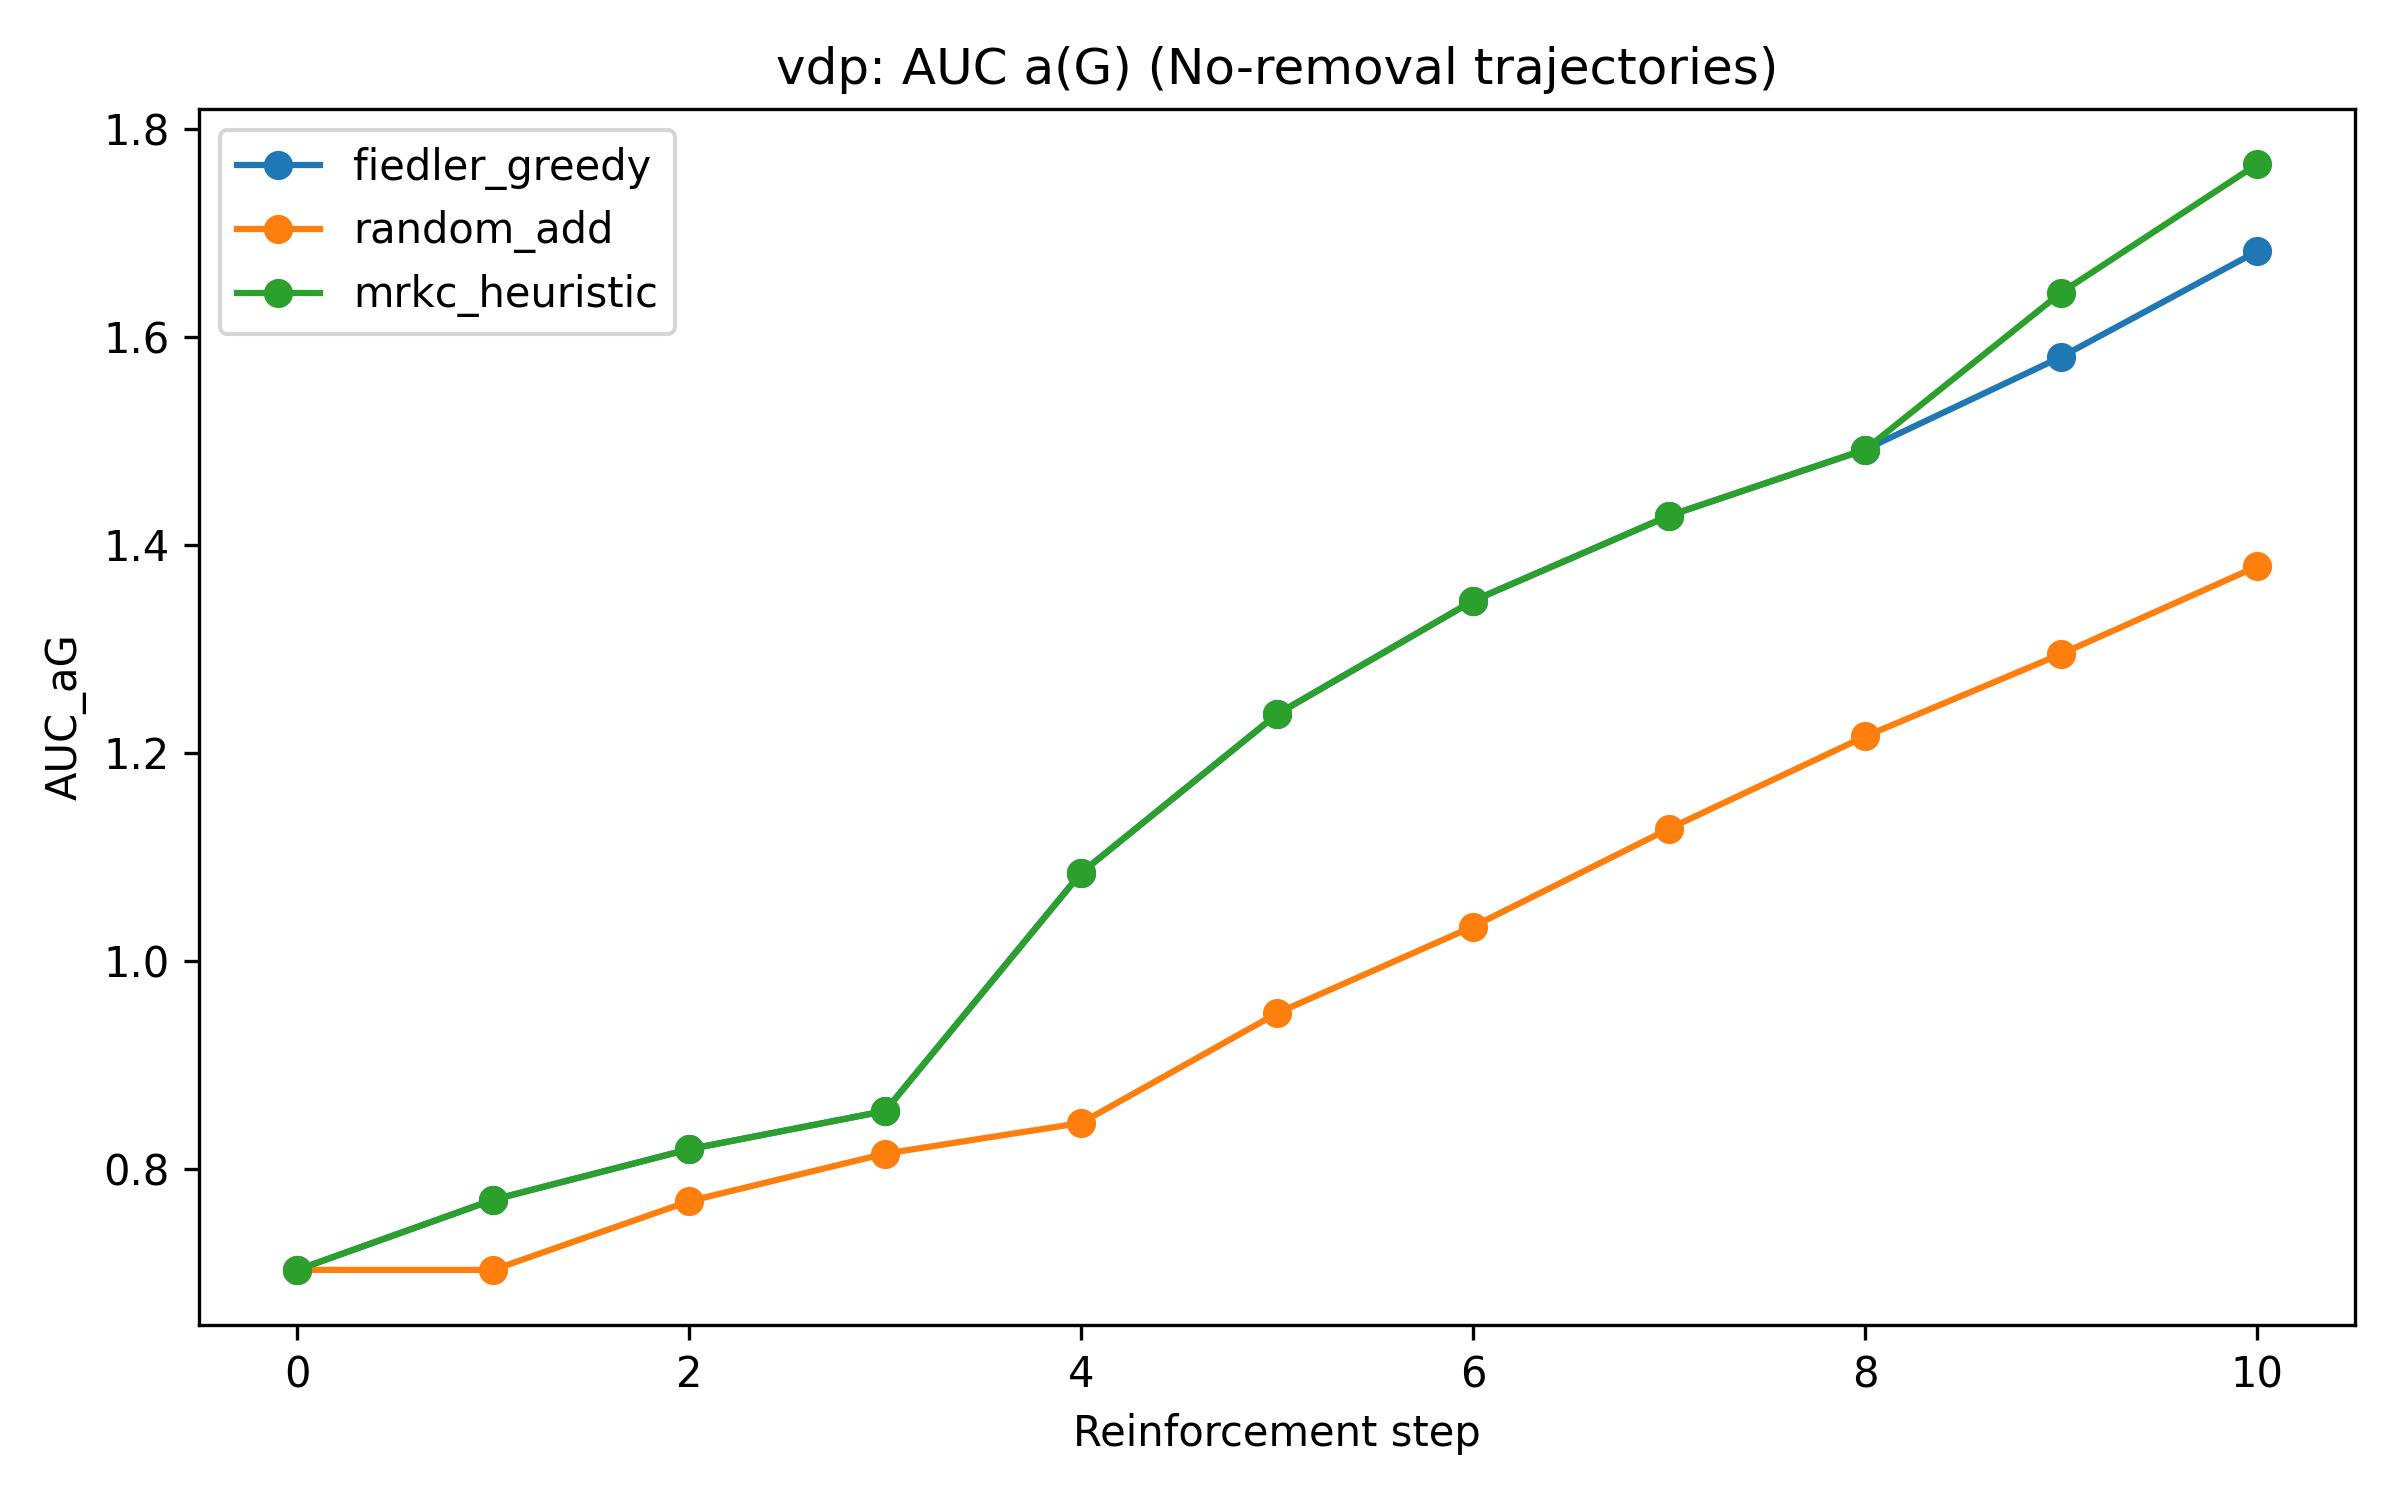 vdp: AUC a(G) (No-removal trajectories)
fiedler_greedy
random_add
mrkc_heuristic
1.8
1.6
1.4
1.2
1.0
0.8
AUC_aG
0 2 4 6 8 10
Reinforcement step